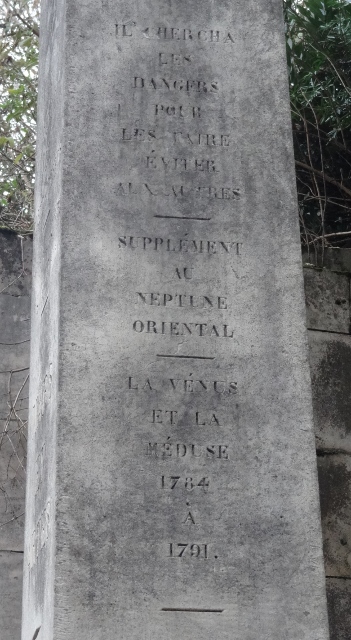 IL CHERCHA
LES
DANGERS
POUR
LES FAIRE
ÉVITER
AUX AUTRES
SUPPLÉMENT
AU
NEPTUNE
ORIENTAL
LA VÉNUS
ET LA
MÉDUSE
1784
À
1791.